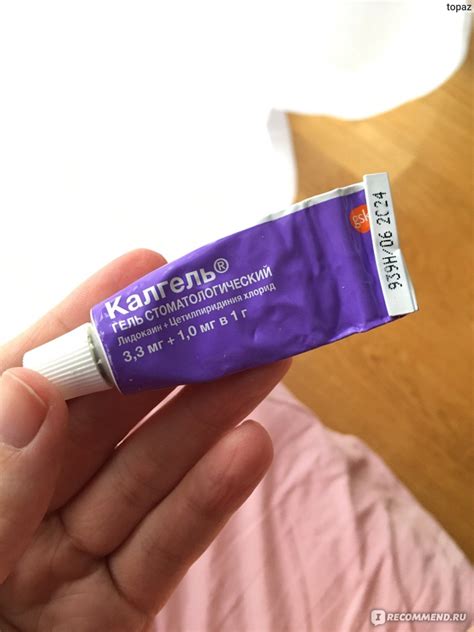 topaz
Калгель®
ГЕЛЬ СТОМАТОЛОГИЧЕСКИЙ
Лидокаин + Цетилпиридиния хлорид
3,3 мг + 1,0 мг в 1 г
gsk
939H/06 2024
I RECOMMEND.RU